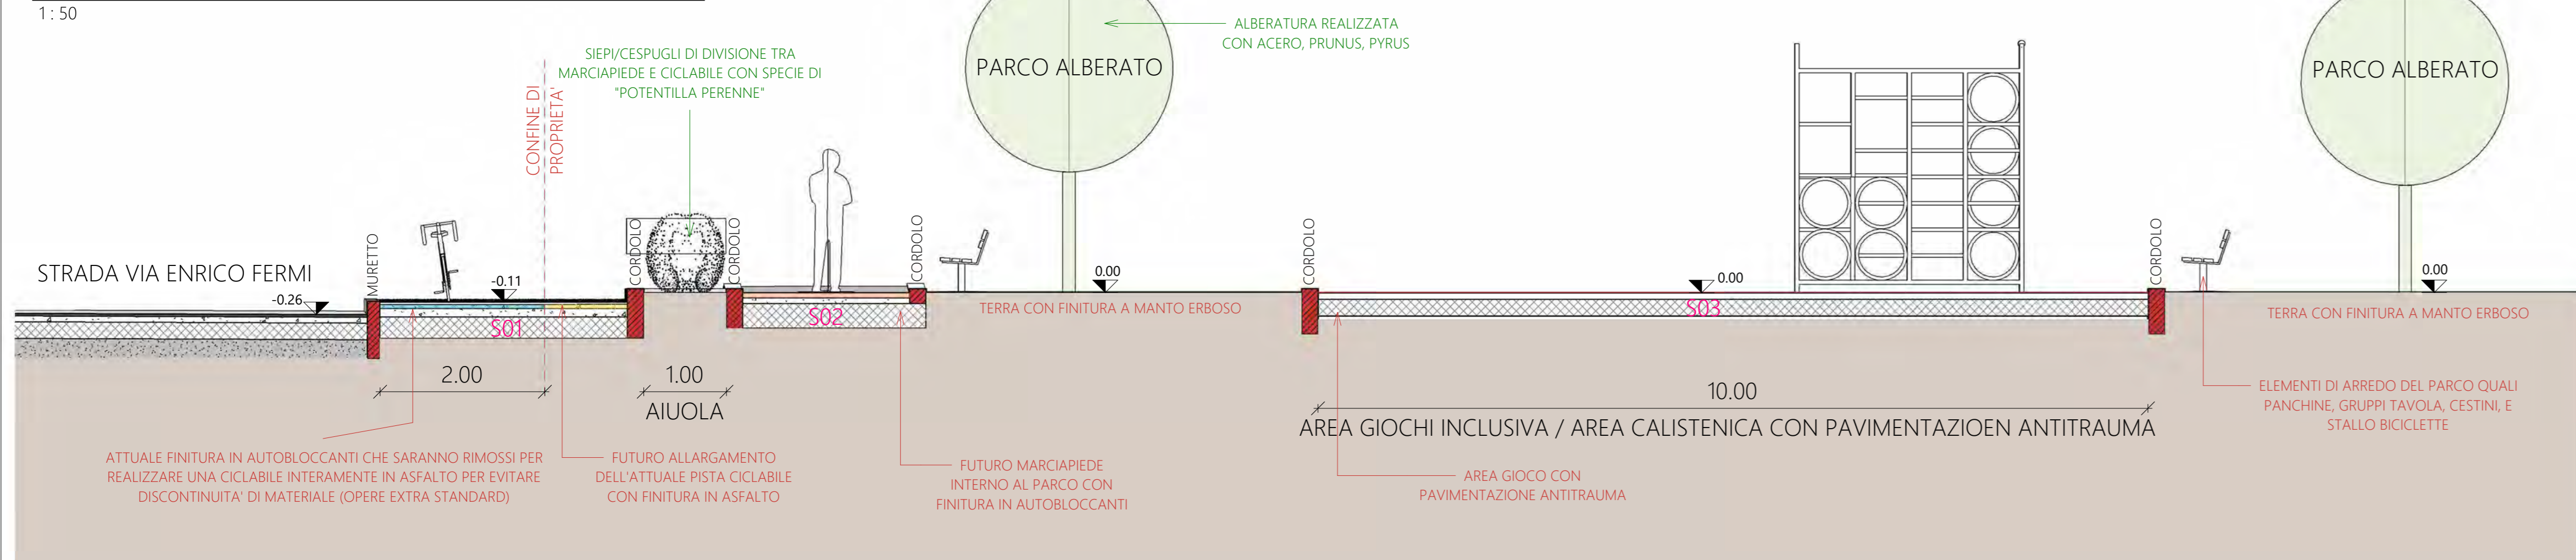 1 : 50
ALBERATURA REALIZZATA
CON ACERO, PRUNUS, PYRUS
SIEPI/CESPUGLI DI DIVISIONE TRA
MARCIAPIEDE E CICLABILE CON SPECIE DI
"POTENTILLA PERENNE"
PARCO ALBERATO
PARCO ALBERATO
CONFINE DI
PROPRIETA'
STRADA VIA ENRICO FERMI
-0.26
MURETTO
-0.11
CORDOLO
CORDOLO
CORDOLO
0.00
CORDOLO
0.00
CORDOLO
0.00
S01
S02
TERRA CON FINITURA A MANTO ERBOSO
S03
TERRA CON FINITURA A MANTO ERBOSO
2.00
1.00
AIUOLA
10.00
AREA GIOCHI INCLUSIVA / AREA CALISTENICA CON PAVIMENTAZIOEN ANTITRAUMA
ELEMENTI DI ARREDO DEL PARCO QUALI
PANCHINE, GRUPPI TAVOLA, CESTINI, E
STALLO BICICLETTE
ATTUALE FINITURA IN AUTOBLOCCANTI CHE SARANNO RIMOSSI PER
REALIZZARE UNA CICLABILE INTERAMENTE IN ASFALTO PER EVITARE
DISCONTINUITA' DI MATERIALE (OPERE EXTRA STANDARD)
FUTURO ALLARGAMENTO
DELL'ATTUALE PISTA CICLABILE
CON FINITURA IN ASFALTO
FUTURO MARCIAPIEDE
INTERNO AL PARCO CON
FINITURA IN AUTOBLOCCANTI
AREA GIOCO CON
PAVIMENTAZIONE ANTITRAUMA